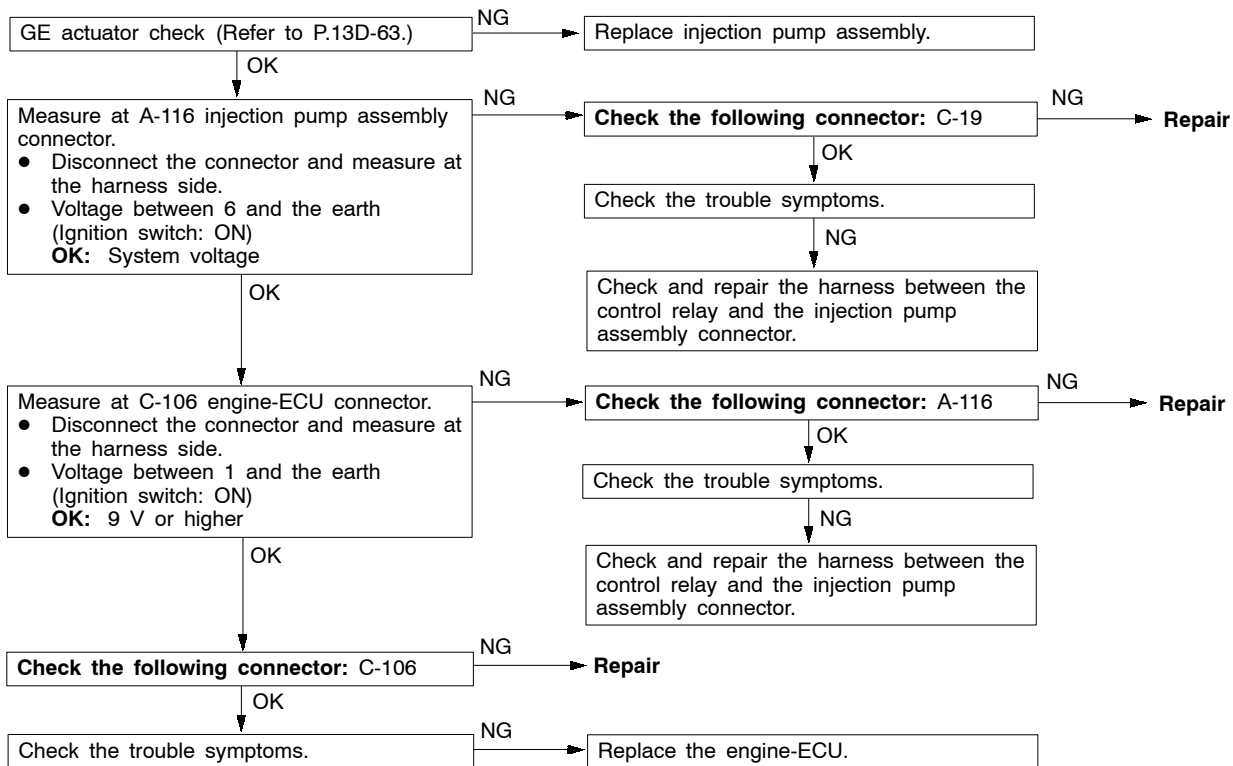 GE actuator check (Refer to P.13D-63.)
NG
Replace injection pump assembly.
OK
Measure at A-116 injection pump assembly
connector.
● Disconnect the connector and measure at
the harness side.
● Voltage between 6 and the earth
(Ignition switch: ON)
OK: System voltage
NG
Check the following connector: C-19
NG
Repair
OK
Check the trouble symptoms.
NG
Check and repair the harness between the
control relay and the injection pump
assembly connector.
OK
Measure at C-106 engine-ECU connector.
● Disconnect the connector and measure at
the harness side.
● Voltage between 1 and the earth
(Ignition switch: ON)
OK: 9 V or higher
NG
Check the following connector: A-116
NG
Repair
OK
Check the trouble symptoms.
NG
Check and repair the harness between the
control relay and the injection pump
assembly connector.
OK
Check the following connector: C-106
NG
Repair
OK
Check the trouble symptoms.
NG
Replace the engine-ECU.